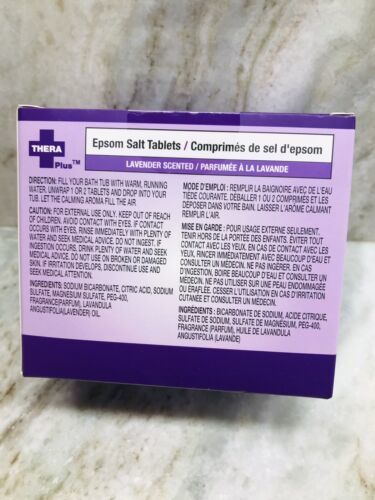 THERA
Plus™
Epsom Salt Tablets / Comprimés de sel d'epsom
LAVENDER SCENTED / PARFUMÉE À LA LAVANDE
DIRECTION: FILL YOUR BATH TUB WITH WARM, RUNNING
WATER. UNWRAP 1 OR 2 TABLETS AND DROP INTO YOUR
TUB. LET THE CALMING AROMA FILL THE AIR.
CAUTION: FOR EXTERNAL USE ONLY. KEEP OUT OF REACH
OF CHILDREN. AVOID CONTACT WITH EYES. IF CONTACT
OCCURS WITH EYES, RINSE IMMEDIATELY WITH PLENTY OF
WATER AND SEEK MEDICAL ADVICE. DO NOT INGEST. IF
INGESTION OCCURS, DRINK PLENTY OF WATER AND SEEK
MEDICAL ADVICE. DO NOT USE ON BROKEN OR DAMAGED
SKIN. IF IRRITATION DEVELOPS, DISCONTINUE USE AND
SEEK MEDICAL ATTENTION.
INGREDIENTS: SODIUM BICARBONATE, CITRIC ACID, SODIUM
SULFATE, MAGNESIUM SULFATE, PEG-400,
FRAGRANCE(PARFUM), LAVANDULA
ANGUSTIFOLIA(LAVENDER) OIL
MODE D'EMPLOI: REMPLIR LA BAIGNOIRE AVEC DE L'EAU
TIÈDE COURANTE. DÉBALLER 1 OU 2 COMPRIMÉS ET LES
DÉPOSER DANS VOTRE BAIN. LAISSER L'ARÔME CALMANT
REMPLIR L'AIR.
MISE EN GARDE : POUR USAGE EXTERNE SEULEMENT.
TENIR HORS DE LA PORTÉE DES ENFANTS. ÉVITER TOUT
CONTACT AVEC LES YEUX. EN CAS DE CONTACT AVEC LES
YEUX, RINCER IMMÉDIATEMENT AVEC BEAUCOUP D'EAU ET
CONSULTER UN MÉDECIN. NE PAS INGÉRER. EN CAS
D'INGESTION, BOIRE BEAUCOUP D'EAU ET CONSULTER UN
MÉDECIN. NE PAS UTILISER SUR UNE PEAU ENDOMMAGÉE
OU ÉRAFLÉE. CESSER L'UTILISATION EN CAS D'IRRITATION
CUTANÉE ET CONSULTER UN MÉDECIN.
INGRÉDIENTS : BICARBONATE DE SODIUM, ACIDE CITRIQUE,
SULFATE DE SODIUM, SULFATE DE MAGNÉSIUM, PEG-400,
FRAGRANCE (PARFUM), HUILE DE LAVANDULA
ANGUSTIFOLIA (LAVANDE)